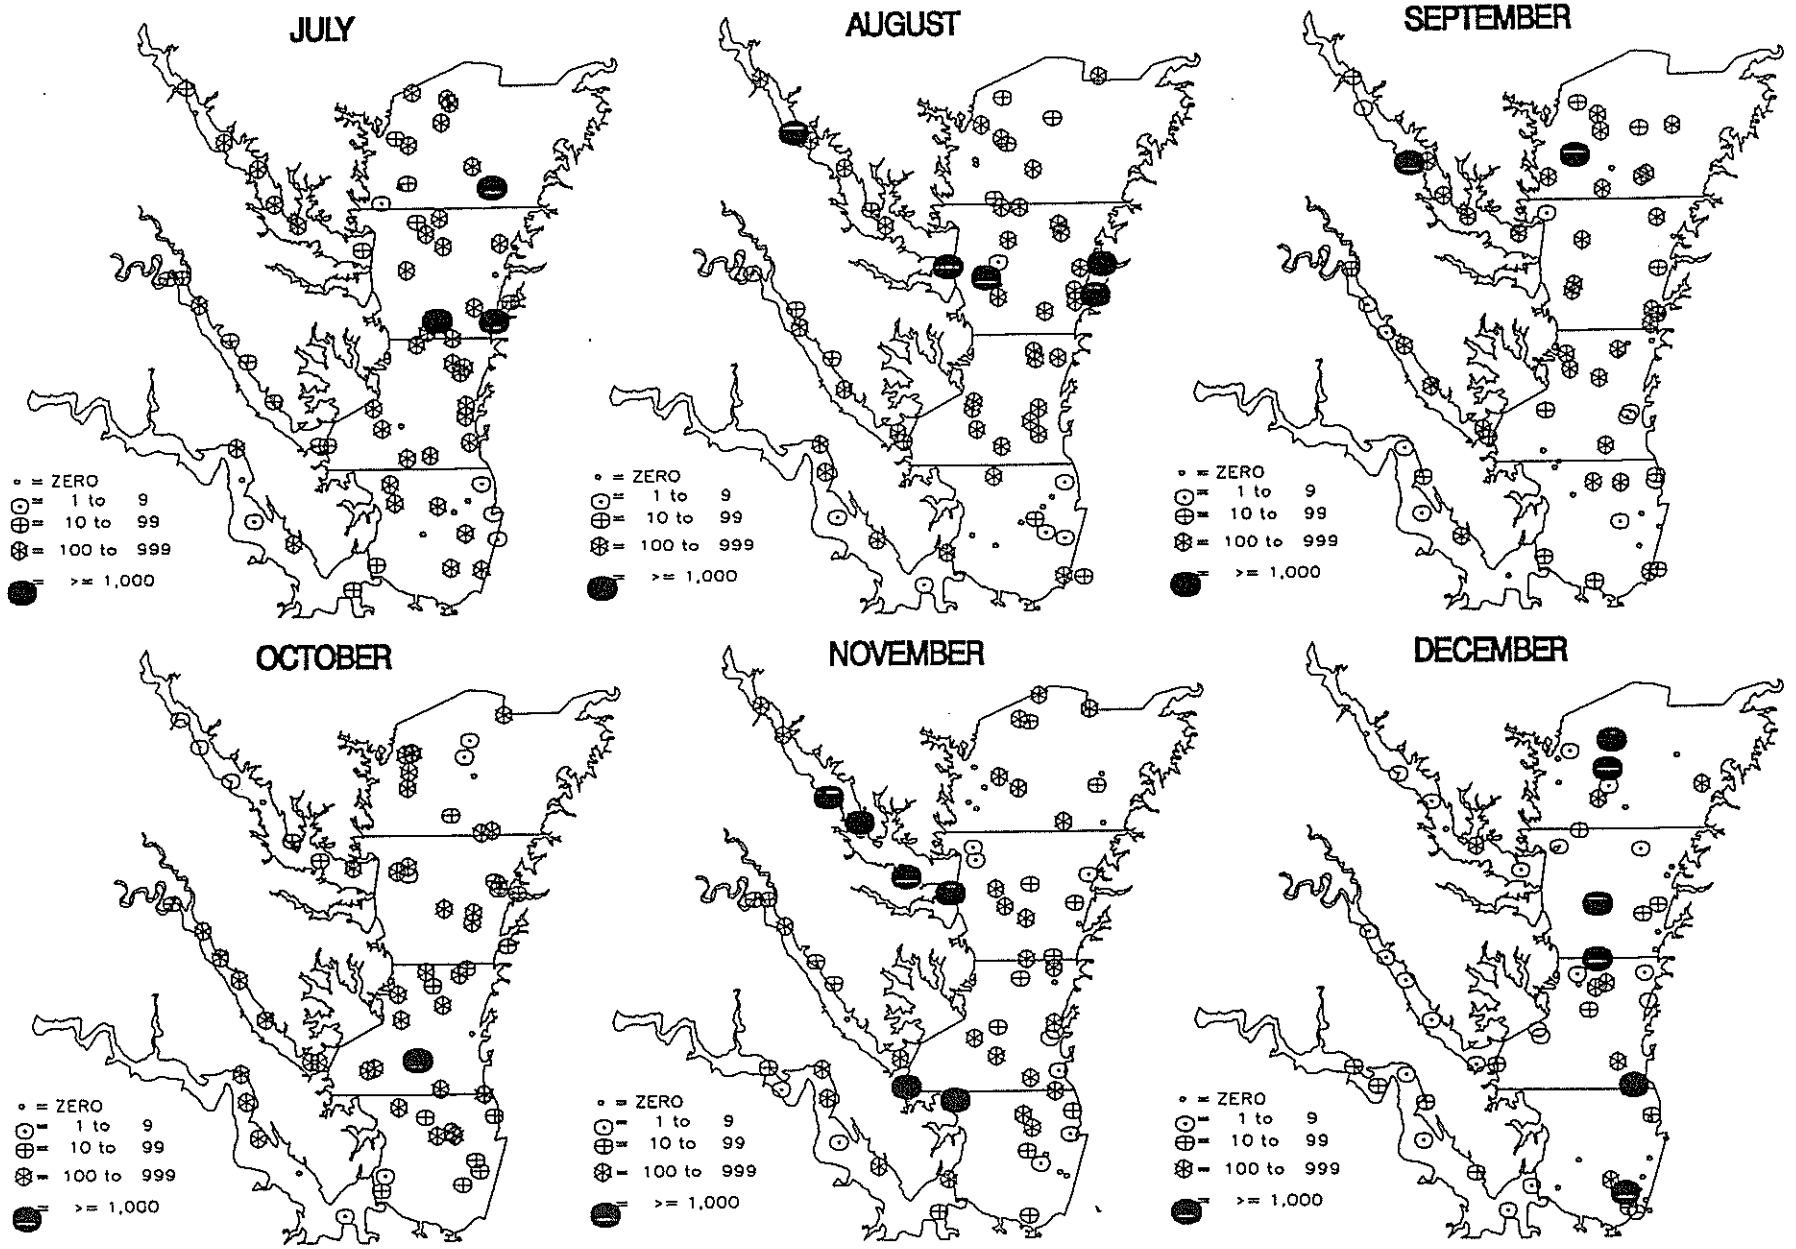 JULY
∘ = ZERO
⊙= 1 to 9
⊕= 10 to 99
⊛= 100 to 999
= >= 1,000
AUGUST
∘ = ZERO
⊙= 1 to 9
⊕= 10 to 99
⊛= 100 to 999
= >= 1,000
SEPTEMBER
∘ = ZERO
⊙= 1 to 9
⊕= 10 to 99
⊛= 100 to 999
= >= 1,000
OCTOBER
∘ = ZERO
⊙= 1 to 9
⊕= 10 to 99
⊛= 100 to 999
= >= 1,000
NOVEMBER
∘ = ZERO
⊙= 1 to 9
⊕= 10 to 99
⊛= 100 to 999
= >= 1,000
DECEMBER
∘ = ZERO
⊙= 1 to 9
⊕= 10 to 99
⊛= 100 to 999
= >= 1,000